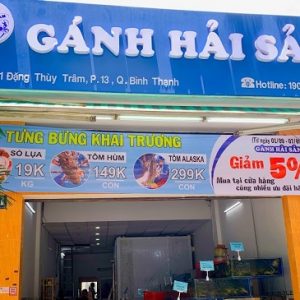 GÁNH HẢI SẢ
1 Đặng Thùy Trâm, P.13, Q. Bình Thạnh
Hotline: 190
TƯNG BỪNG KHAI TRƯƠNG
SÒ LỤA
19K
KG
TÔM HÙM
149K
CON
TÔM ALASKA
299K
CON
GÁNH HẢI SẢN
Giảm 5%
Mua tại cửa hàng
cùng nhiều ưu đãi